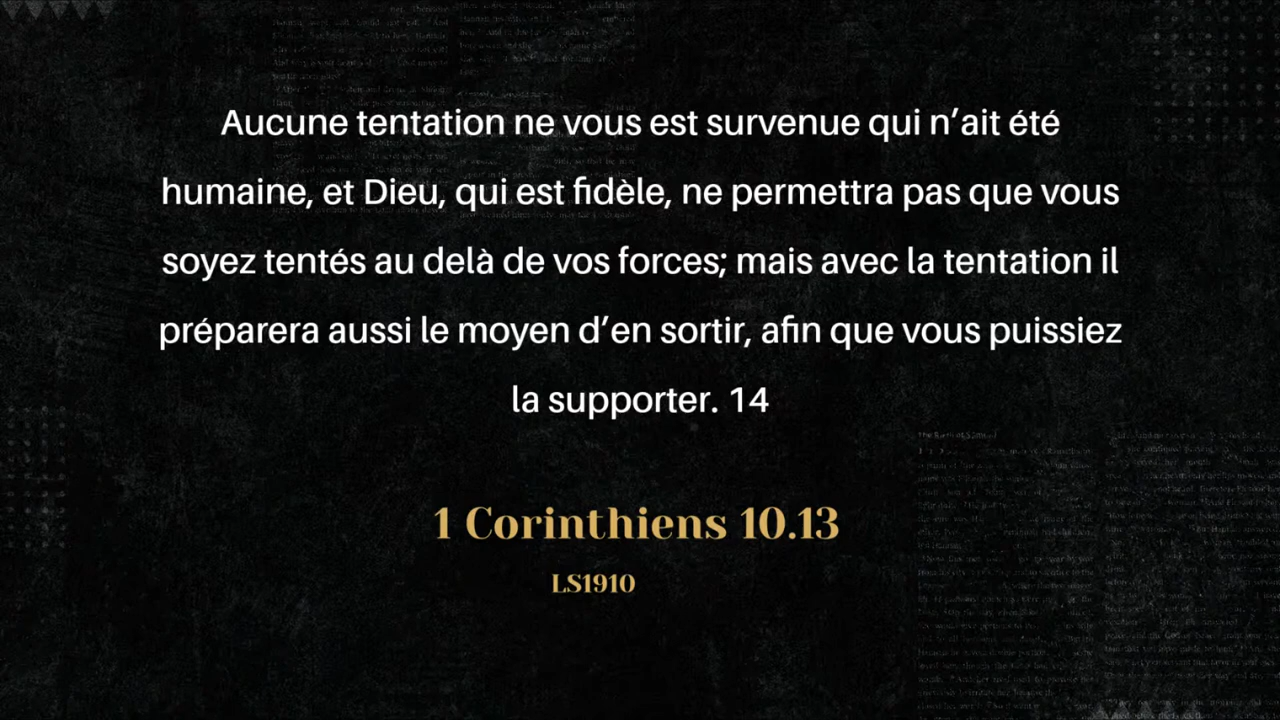 Aucune tentation ne vous est survenue qui n’ait été
humaine, et Dieu, qui est fidèle, ne permettra pas que vous
soyez tentés au delà de vos forces; mais avec la tentation il
préparera aussi le moyen d’en sortir, afin que vous puissiez
la supporter. 14
1 Corinthiens 10.13
LS1910